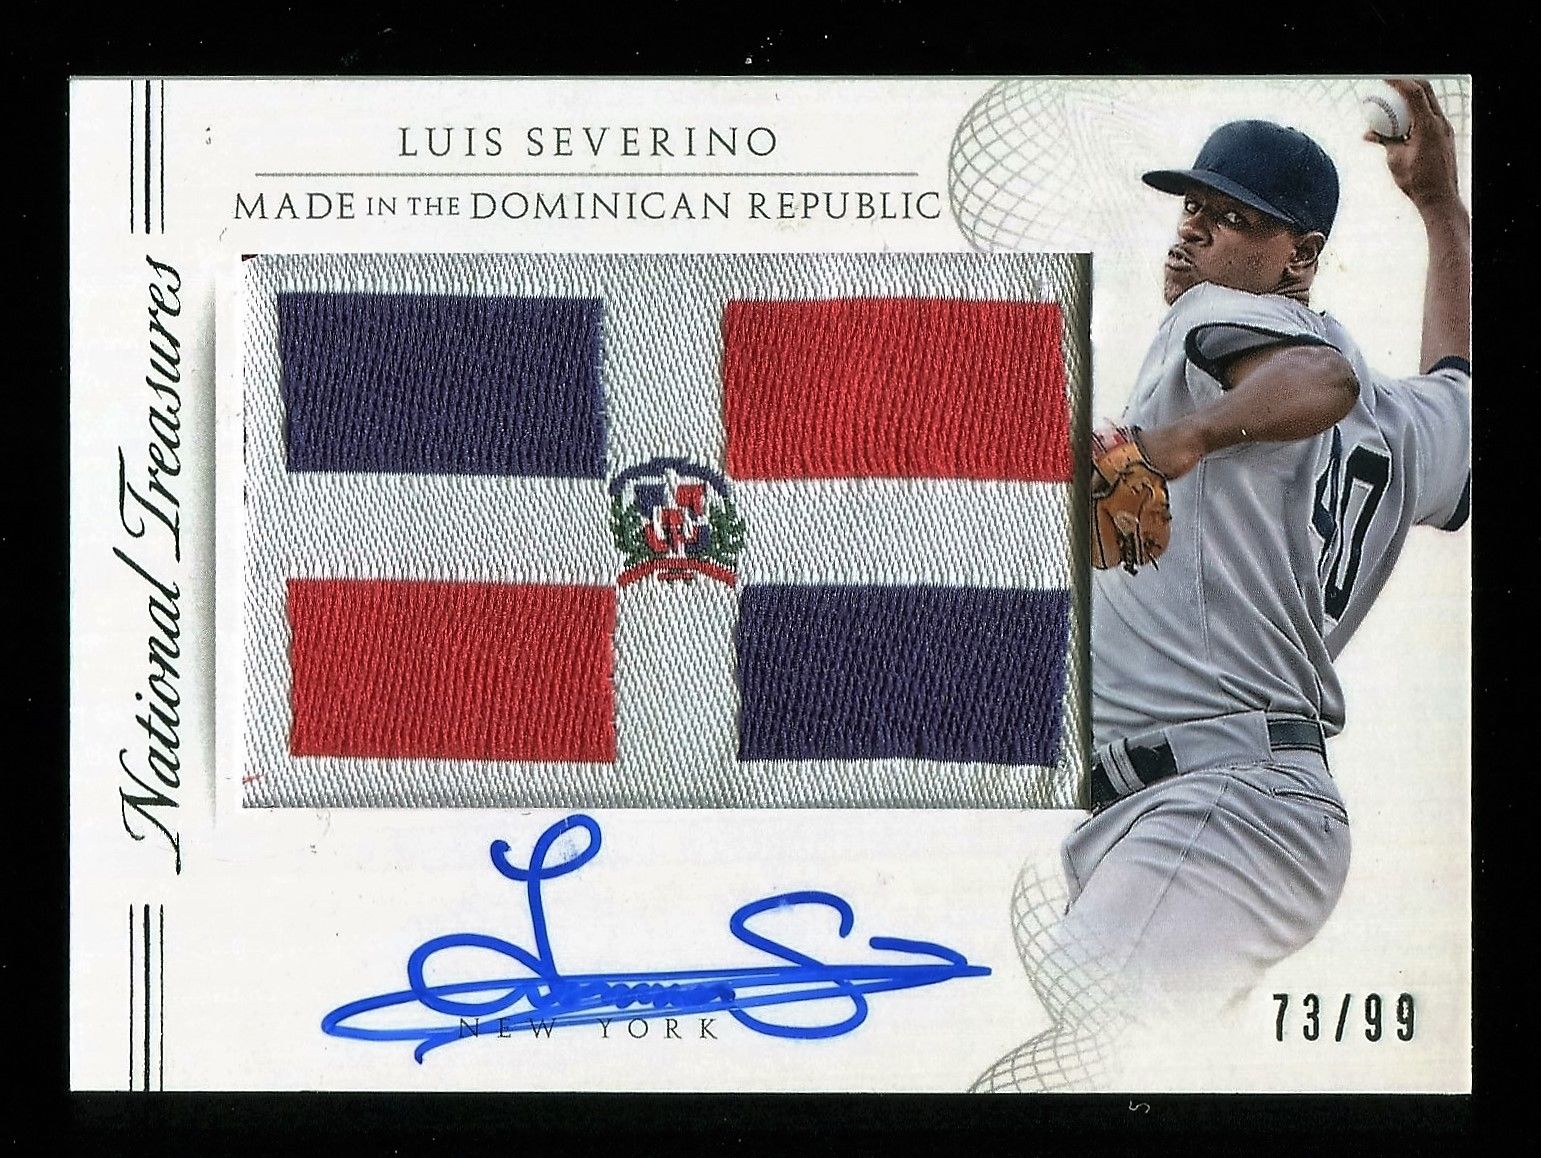 LUIS SEVERINO
MADE IN THE DOMINICAN REPUBLIC
National Treasures
NEW YORK
73/99